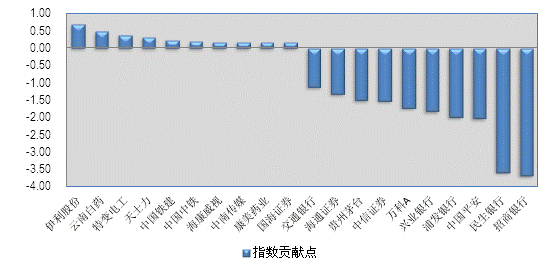 1.00
0.50
0.00
-0.50
-1.00
-1.50
-2.00
-2.50
-3.00
-3.50
-4.00
伊利股份
云南白药
特变电工
天士力
中国铁建
中国中铁
海康威视
中南传媒
康美药业
国海证券
交通银行
海通证券
贵州茅台
中信证券
万科A
兴业银行
浦发银行
中国平安
民生银行
招商银行
指数贡献点